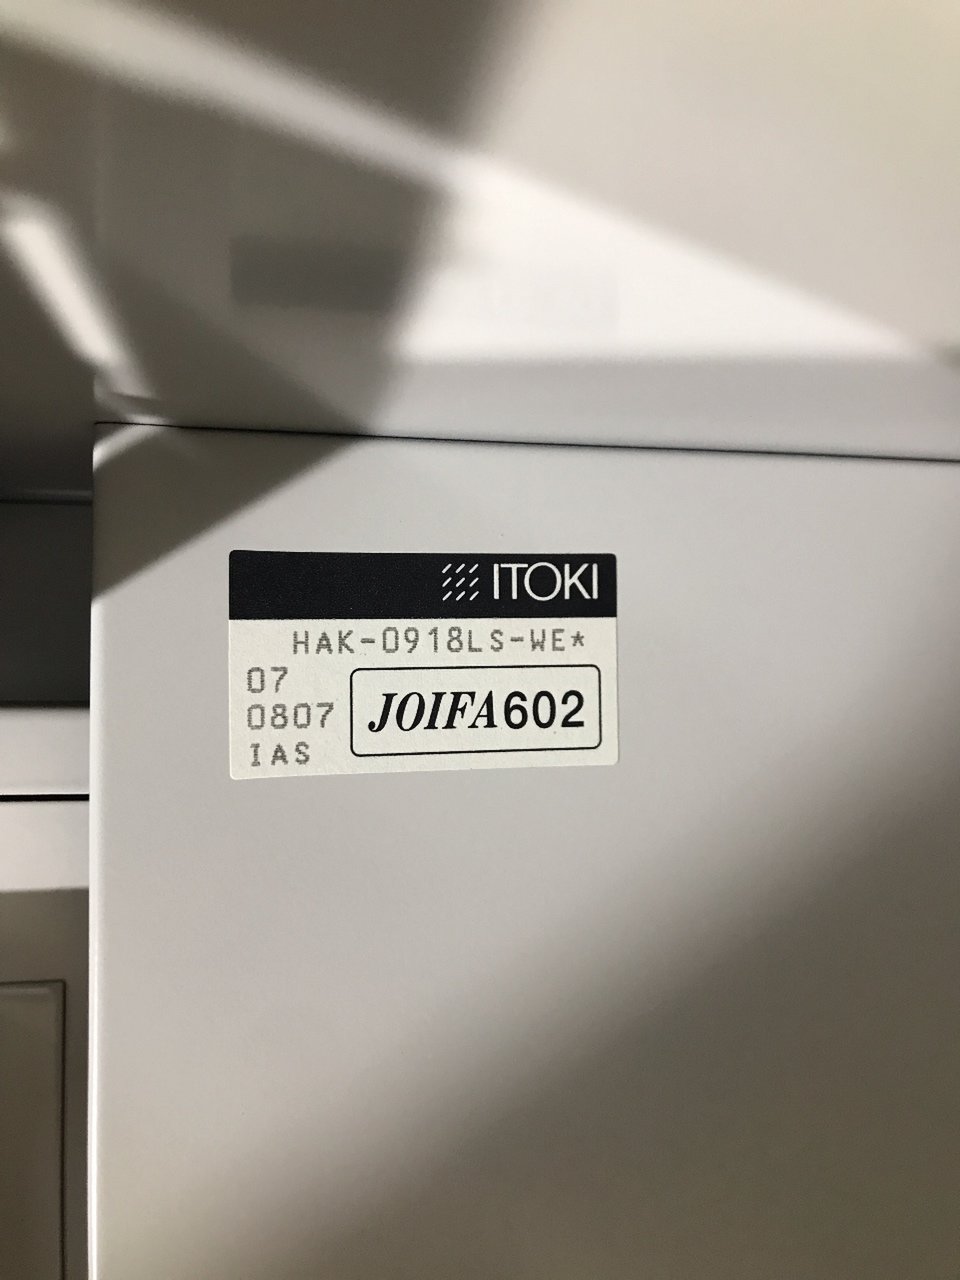 ITOKI
HAK-0918LS-WE*
07
0807
IAS
JOIFA602